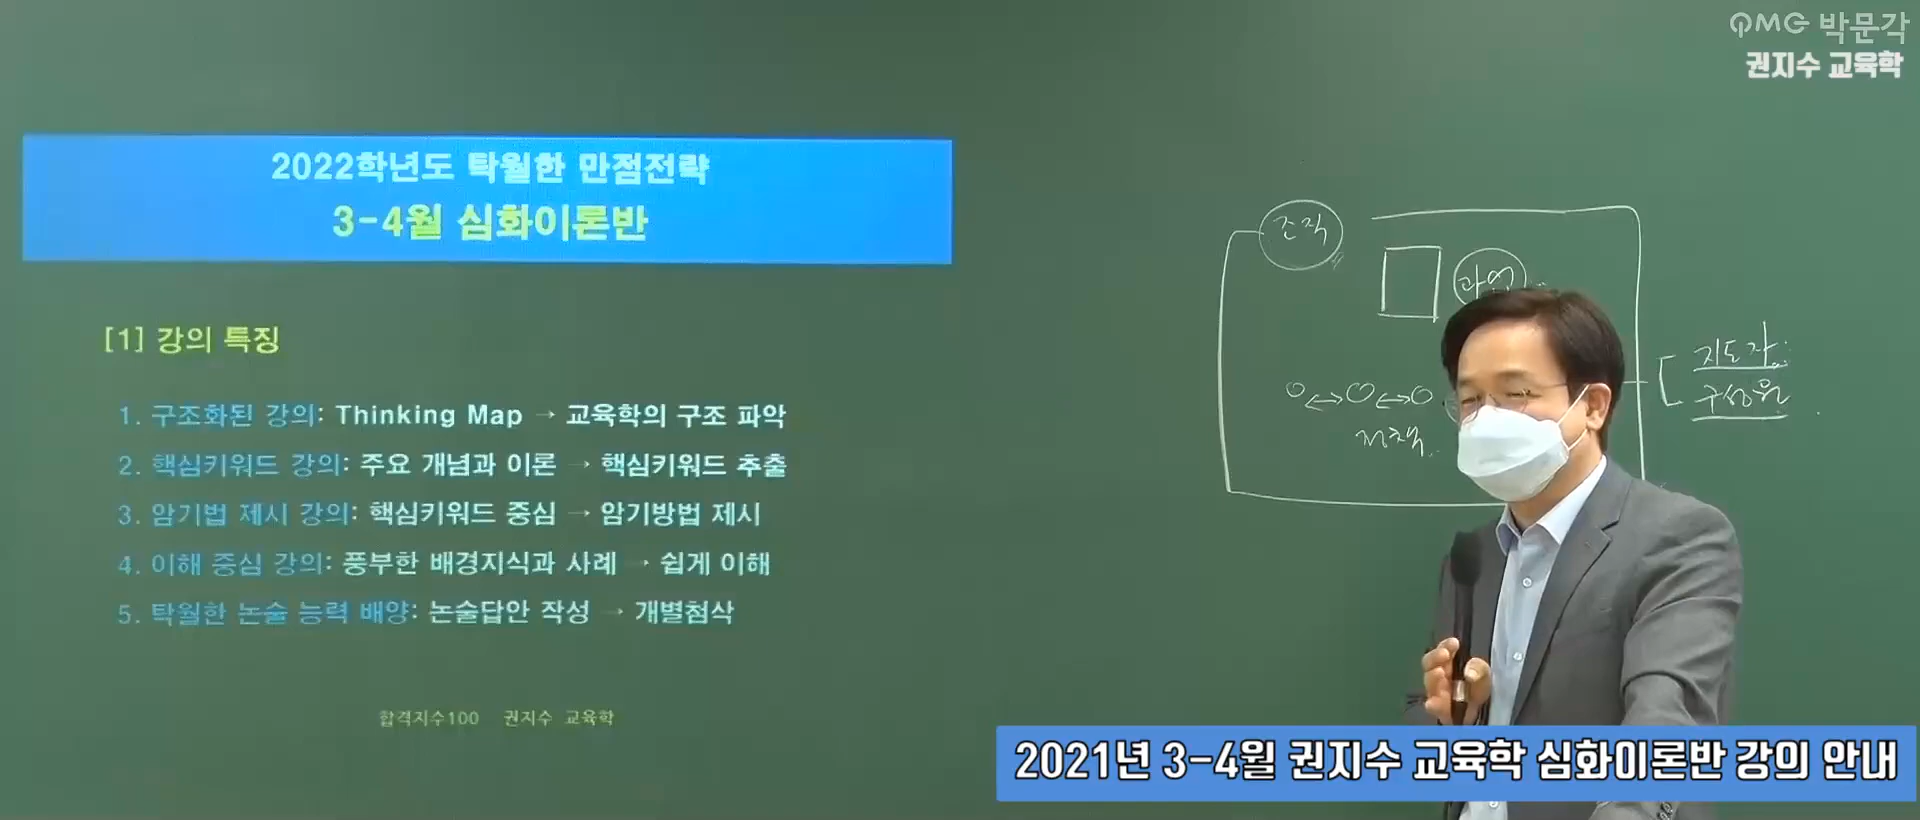 PMG 박문각
권지수 교육학
2022학년도 탁월한 만점전략
3-4월 심화이론반
[1] 강의 특징
1. 구조화된 강의: Thinking Map → 교육학의 구조 파악
2. 핵심키워드 강의: 주요 개념과 이론 → 핵심키워드 추출
3. 암기법 제시 강의: 핵심키워드 중심 → 암기방법 제시
4. 이해 중심 강의: 풍부한 배경지식과 사례 → 쉽게 이해
5. 탁월한 논술 능력 배양: 논술답안 작성 → 개별첨삭
합격지수100 권지수 교육학
조직
과업
지도자
구성원
직책
2021년 3-4월 권지수 교육학 심화이론반 강의 안내